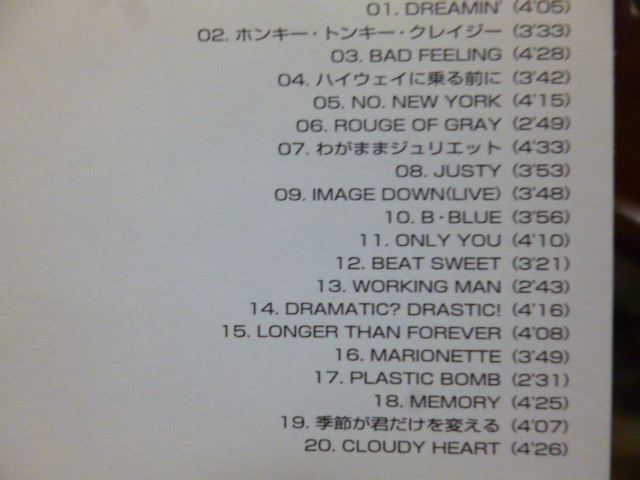 01. DREAMIN' (4'05)
02. ホンキー・トンキー・クレイジー (3'33)
03. BAD FEELING (4'28)
04. ハイウェイに乗る前に (3'42)
05. NO. NEW YORK (4'15)
06. ROUGE OF GRAY (2'49)
07. わがままジュリエット (4'33)
08. JUSTY (3'53)
09. IMAGE DOWN(LIVE) (3'48)
10. B・BLUE (3'56)
11. ONLY YOU (4'10)
12. BEAT SWEET (3'21)
13. WORKING MAN (2'43)
14. DRAMATIC? DRASTIC! (4'16)
15. LONGER THAN FOREVER (4'08)
16. MARIONETTE (3'49)
17. PLASTIC BOMB (2'31)
18. MEMORY (4'25)
19. 季節が君だけを変える (4'07)
20. CLOUDY HEART (4'26)